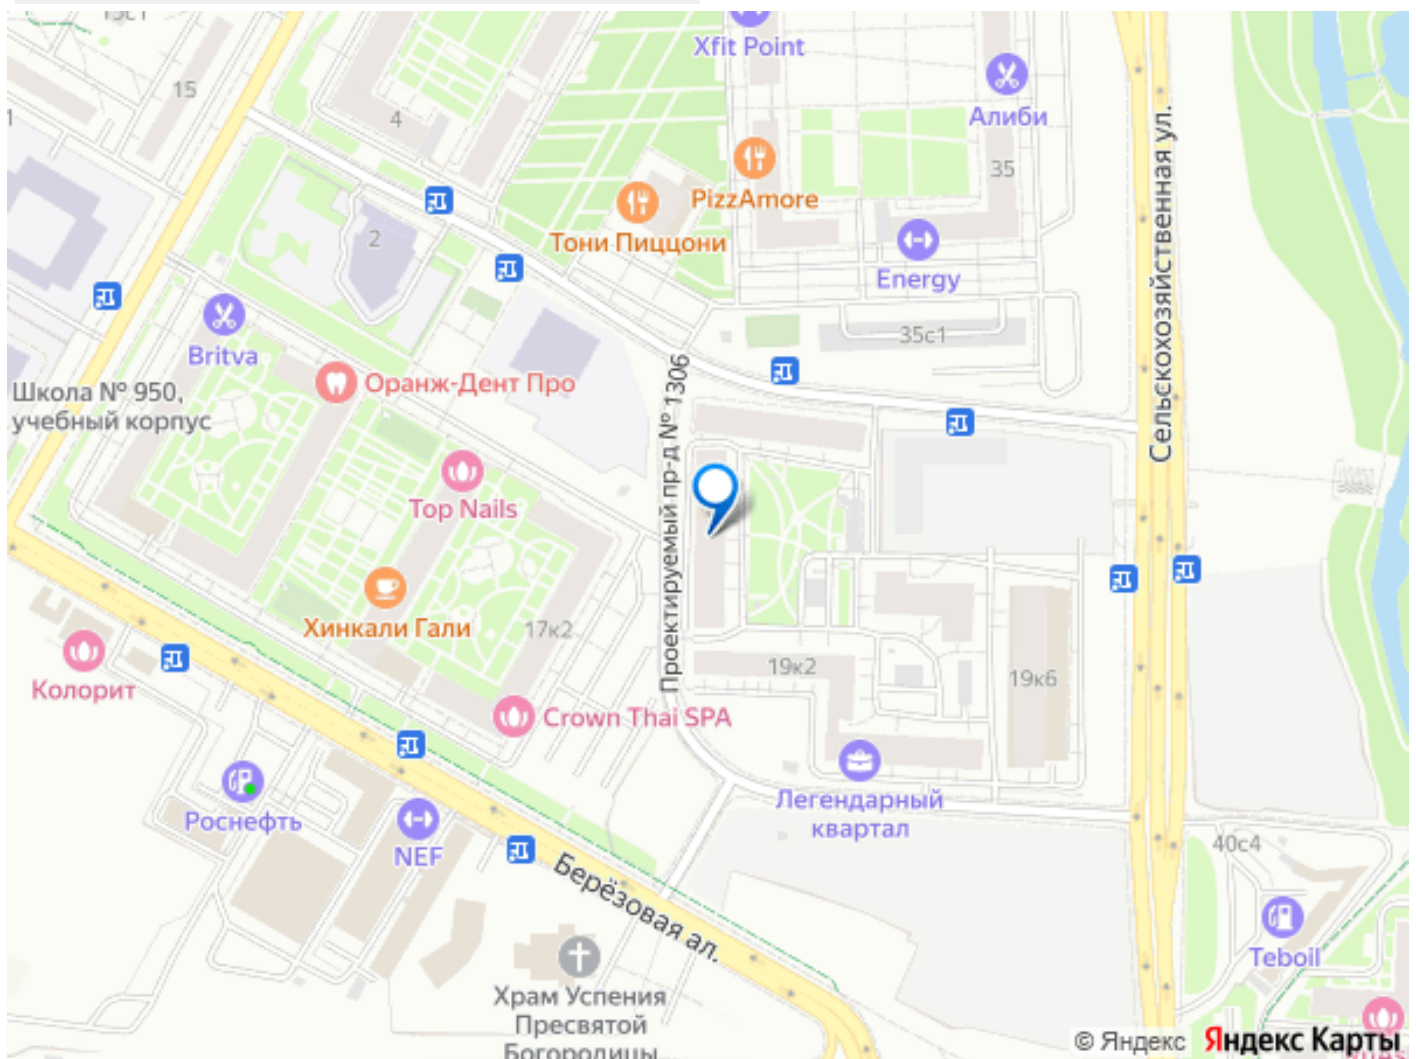 15с1
Xfit Point
Алиби
15
4
1
35
PizzAmore
Тони Пиццони
2
Energy
35с1
Сельскохозяйственная ул.
Britva
Оранж-Дент Про
Школа № 950,
учебный корпус
Проектируемый пр-д № 1306
Top Nails
Хинкали Гали
17к2
19к2
19к6
Колорит
Crown Thai SPA
Легендарный
квартал
Роснефть
NEF
40с4
Берёзовая ал.
Teboil
Храм Успения
Пресвятой
Богородицы
© Яндекс Яндекс Карты